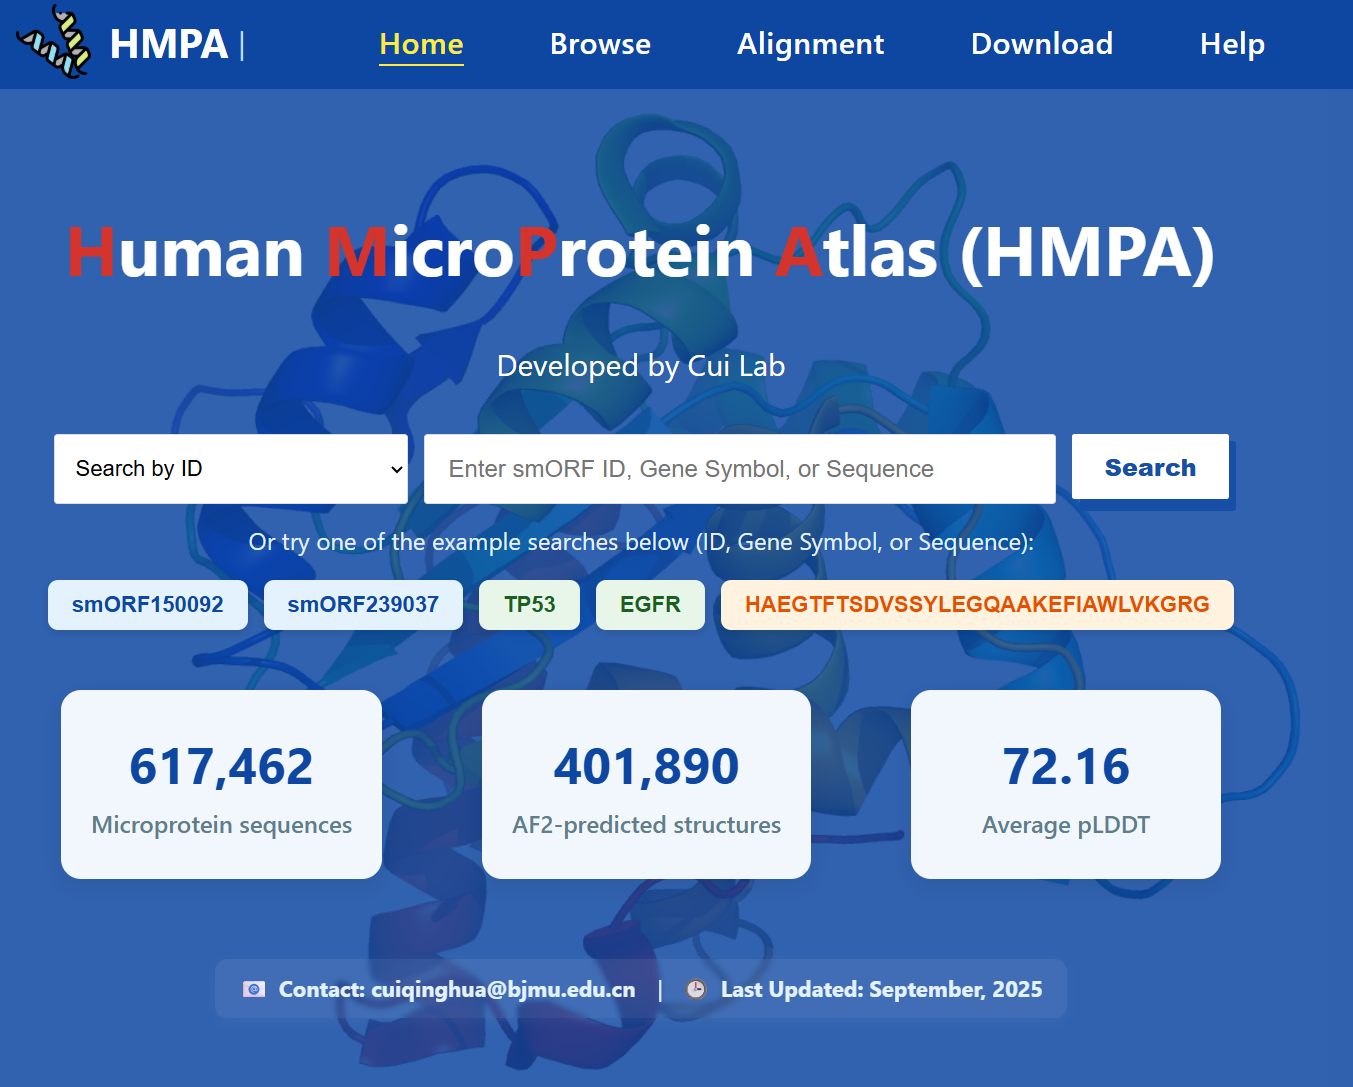 HMPA |
Home Browse Alignment Download Help
Human MicroProtein Atlas (HMPA)
Developed by Cui Lab
Search by ID
Enter smORF ID, Gene Symbol, or Sequence
Search
Or try one of the example searches below (ID, Gene Symbol, or Sequence):
smORF150092 smORF239037 TP53 EGFR HAEGTFTSDVSSYLEGQAAKEFIAWLVKGRG
617,462
Microprotein sequences
401,890
AF2-predicted structures
72.16
Average pLDDT
Contact: cuiqinghua@bjmu.edu.cn | Last Updated: September, 2025